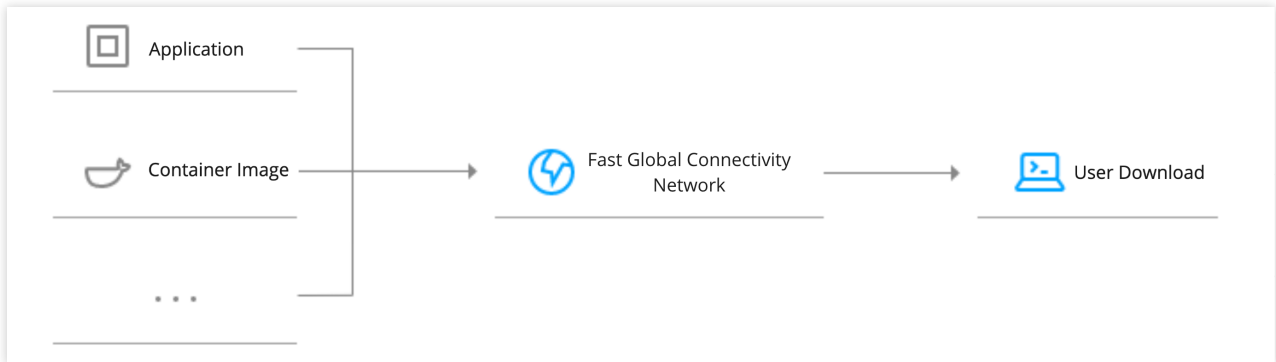 Application
Container Image
...
Fast Global Connectivity
Network
User Download